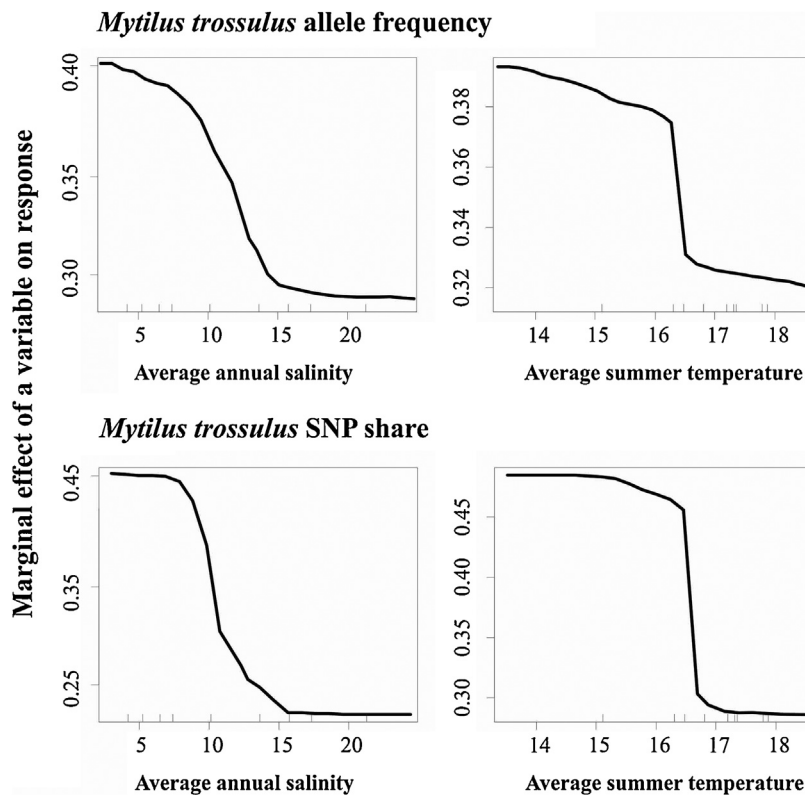 Mytilus trossulus allele frequency
0.40
0.35
0.30
5 10 15 20
Average annual salinity
0.38
0.36
0.34
0.32
14 15 16 17 18
Average summer temperature
Marginal effect of a variable on response
Mytilus trossulus SNP share
0.45
0.35
0.25
5 10 15 20
Average annual salinity
0.45
0.40
0.35
0.30
14 15 16 17 18
Average summer temperature